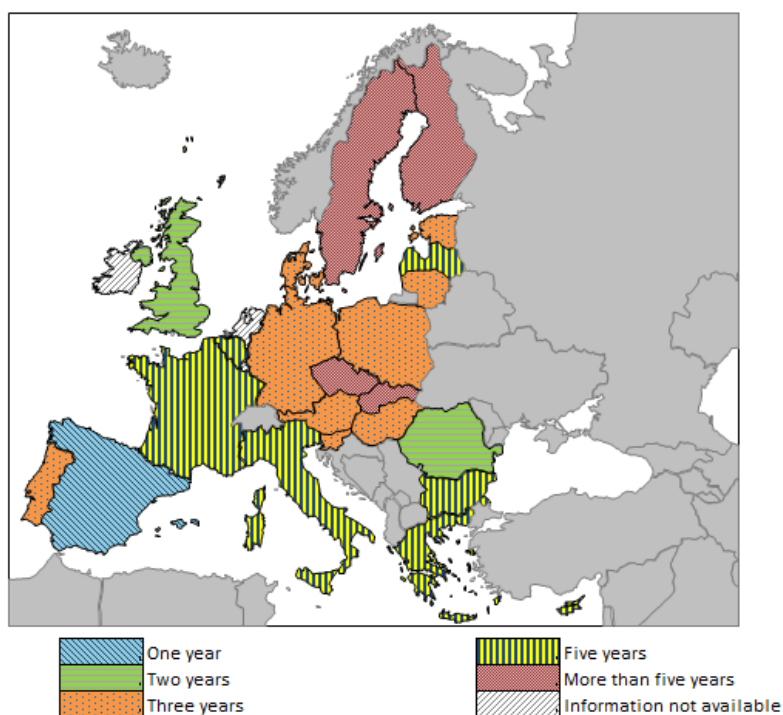 One year
Two years
Three years
Five years
More than five years
Information not available